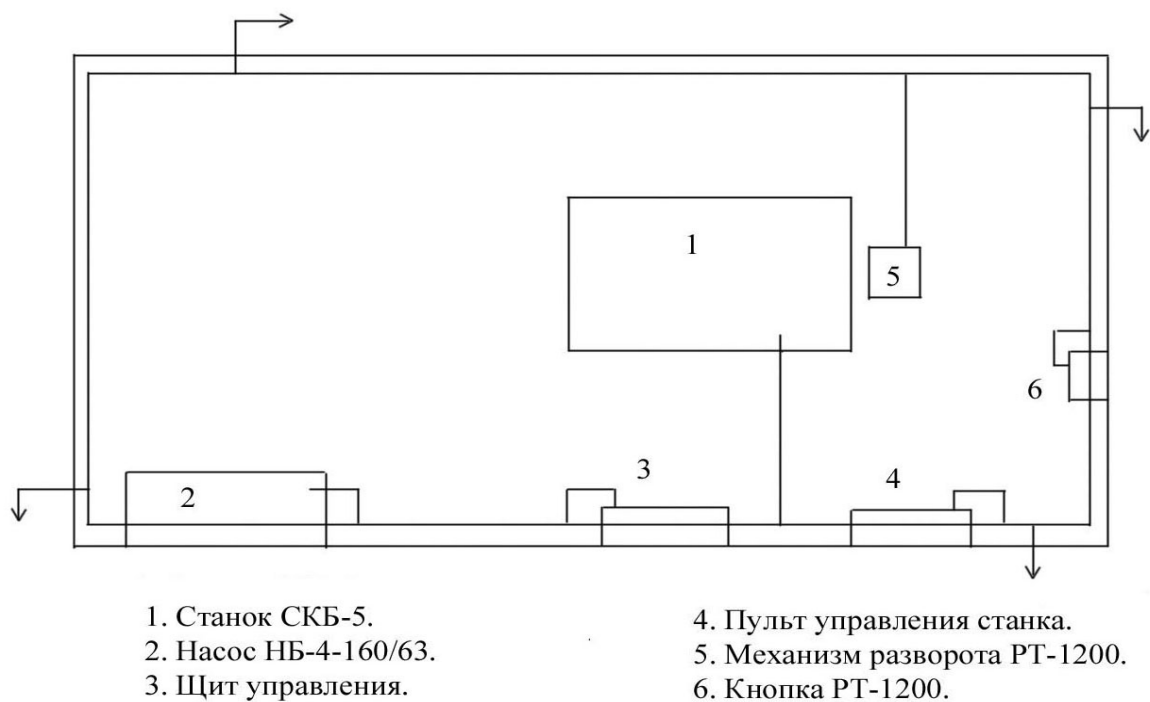 1
5
6
3
2
4
1. Станок СКБ-5.
2. Насос НБ-4-160/63.
3. Щит управления.
4. Пульт управления станка.
5. Механизм разворота РТ-1200.
6. Кнопка РТ-1200.